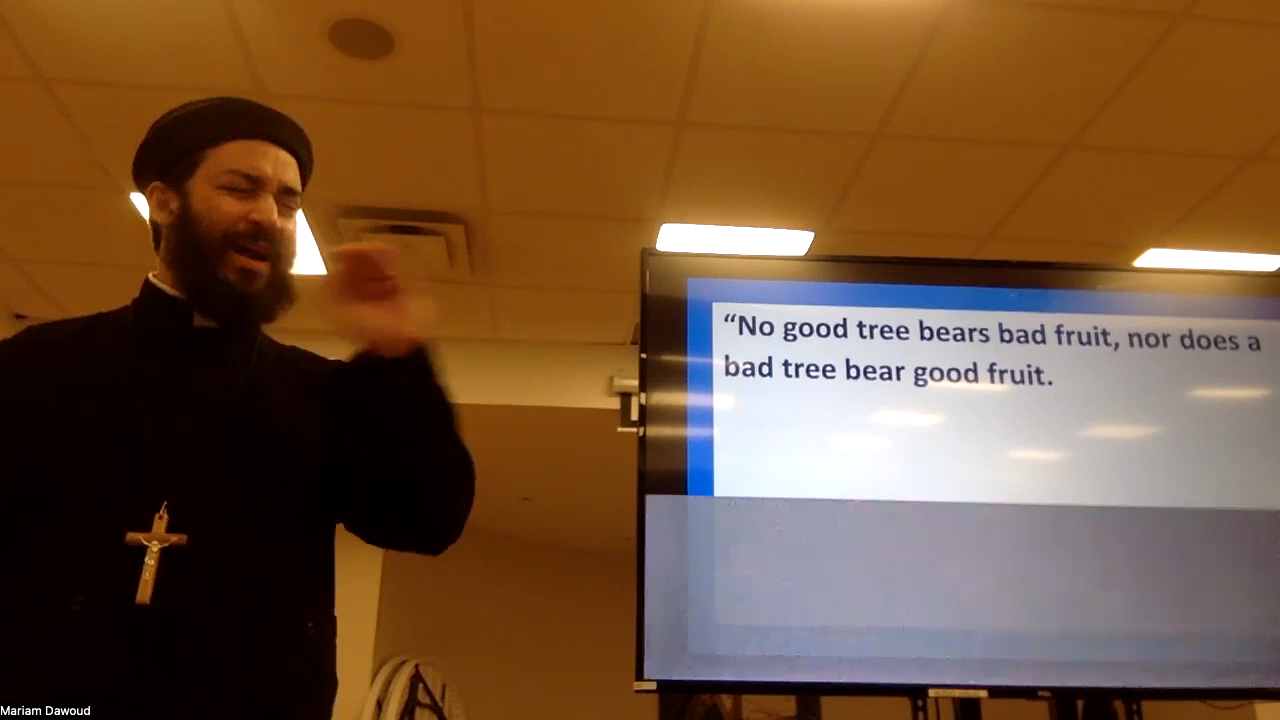 “No good tree bears bad fruit, nor does a
bad tree bear good fruit.
Mariam Dawoud